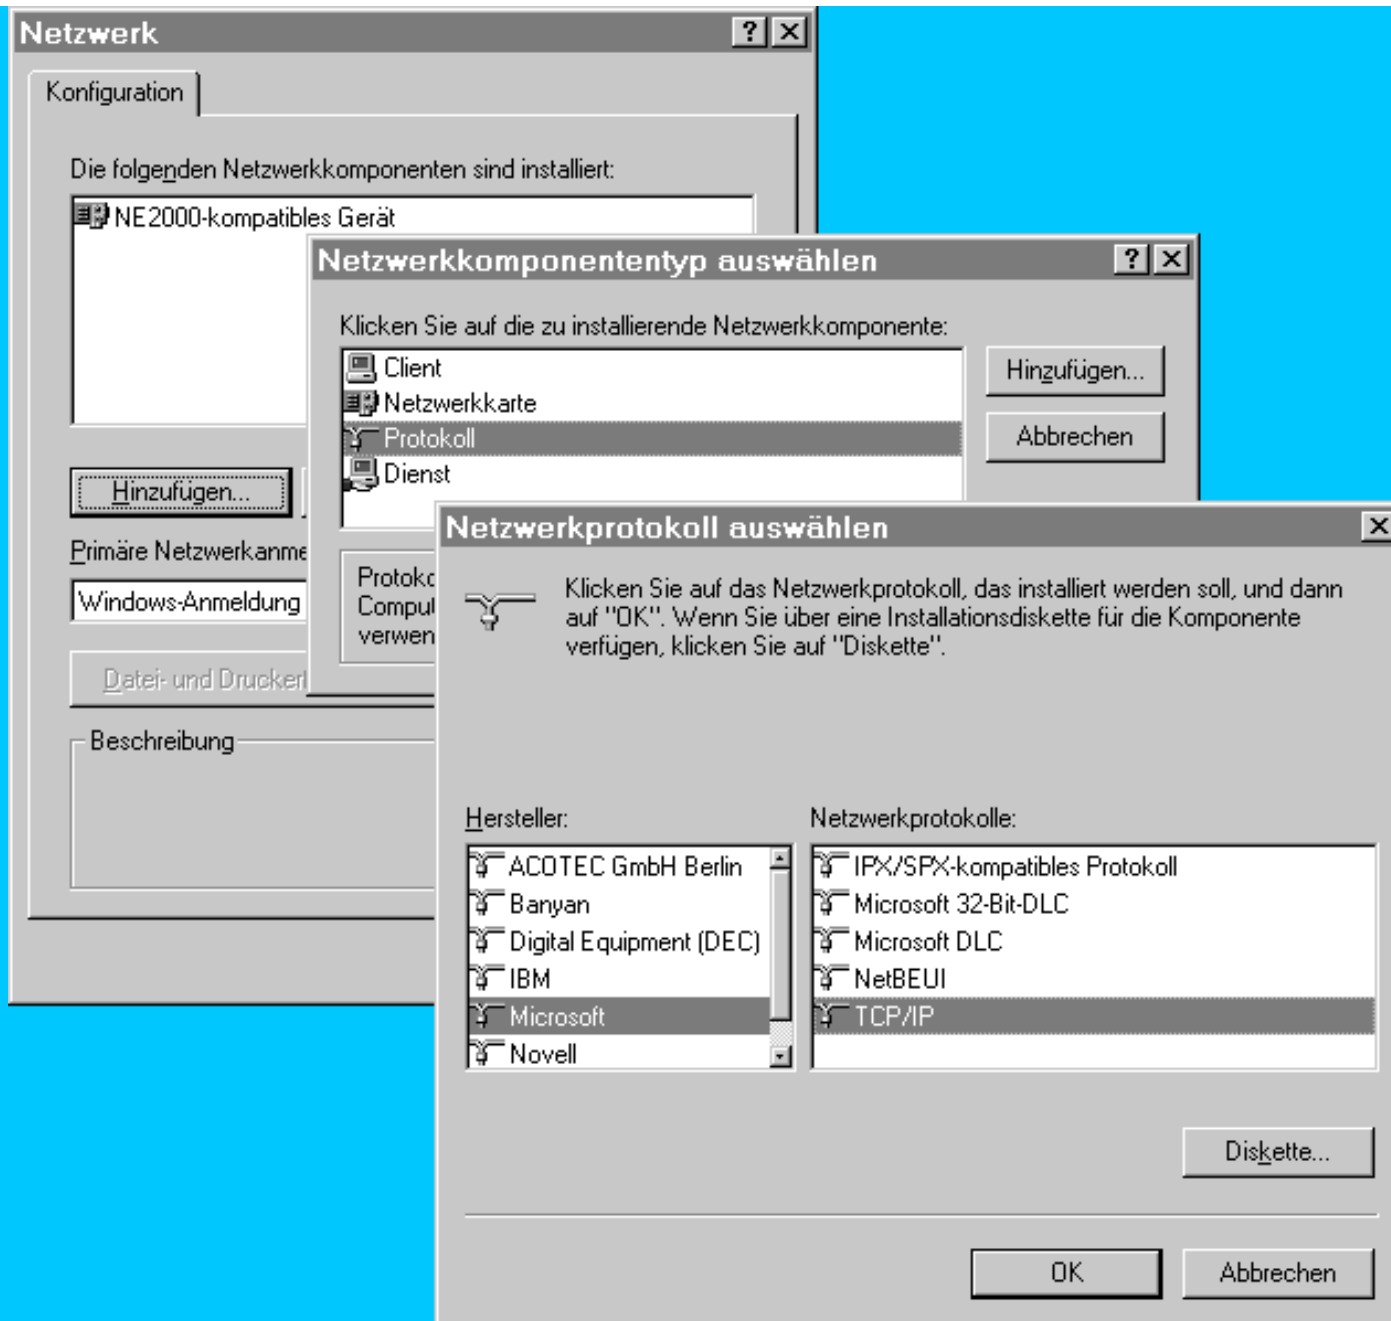 Netzwerk
Konfiguration
Die folgenden Netzwerkkomponenten sind installiert:
NE2000-kompatibles Gerät
Hinzufügen...
Primäre Netzwerkanme
Windows-Anmeldung
Datei- und Drucker
Beschreibung
Netzwerkkomponententyp auswählen
Klicken Sie auf die zu installierende Netzwerkkomponente:
Client
Netzwerkkarte
Protokoll
Dienst
Hinzufügen...
Abbrechen
Protoko
Comput
verwen
Netzwerkprotokoll auswählen
Klicken Sie auf das Netzwerkprotokoll, das installiert werden soll, und dann
auf "OK". Wenn Sie über eine Installationsdiskette für die Komponente
verfügen, klicken Sie auf "Diskette".
Hersteller:
ACOTEC GmbH Berlin
Banyan
Digital Equipment (DEC)
IBM
Microsoft
Novell
Netzwerkprotokolle:
IPX/SPX-kompatibles Protokoll
Microsoft 32-Bit-DLC
Microsoft DLC
NetBEUI
TCP/IP
Diskette...
OK
Abbrechen